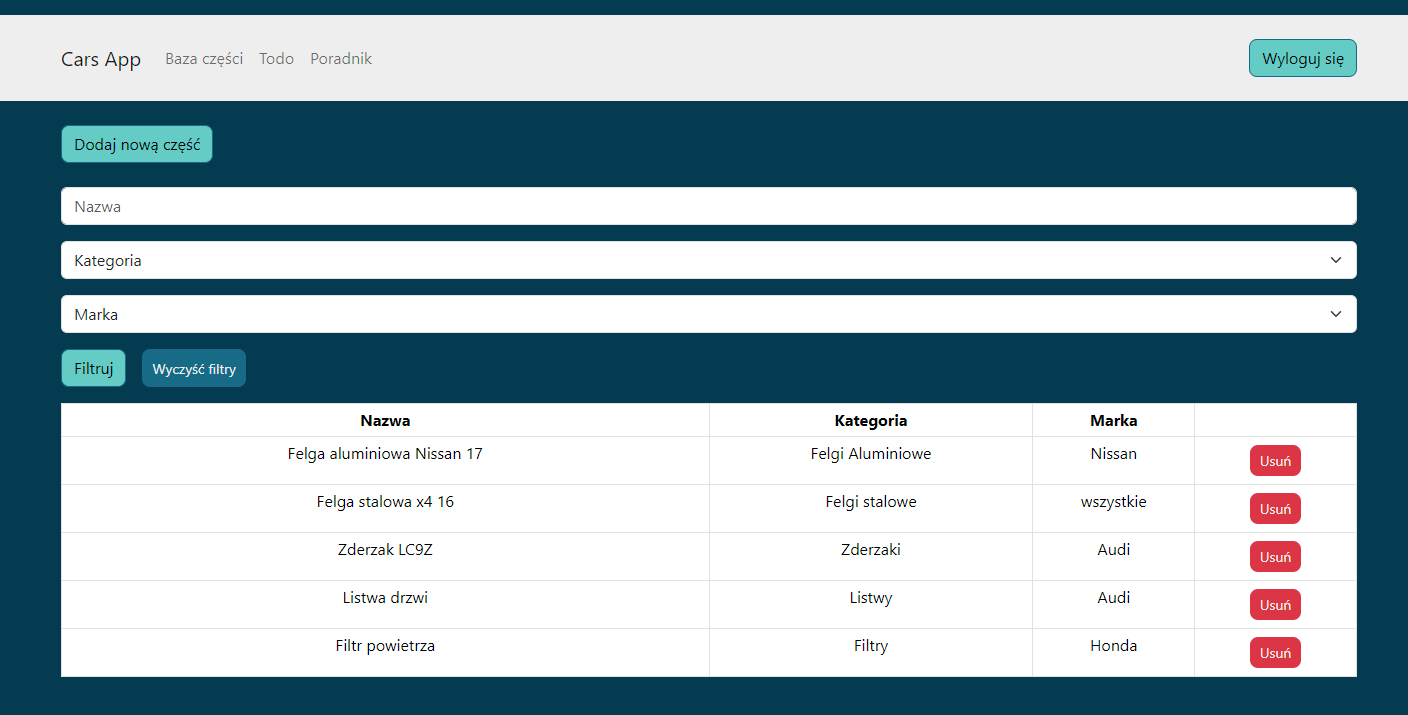 Cars App Baza części Todo Poradnik Wyloguj się
Dodaj nową część
Nazwa
Kategoria
Marka
Filtruj Wyczyść filtry
Nazwa Kategoria Marka
Felga aluminiowa Nissan 17 Felgi Aluminiowe Nissan Usuń
Felga stalowa x4 16 Felgi stalowe wszystkie Usuń
Zderzak LC9Z Zderzaki Audi Usuń
Listwa drzwi Listwy Audi Usuń
Filtr powietrza Filtry Honda Usuń